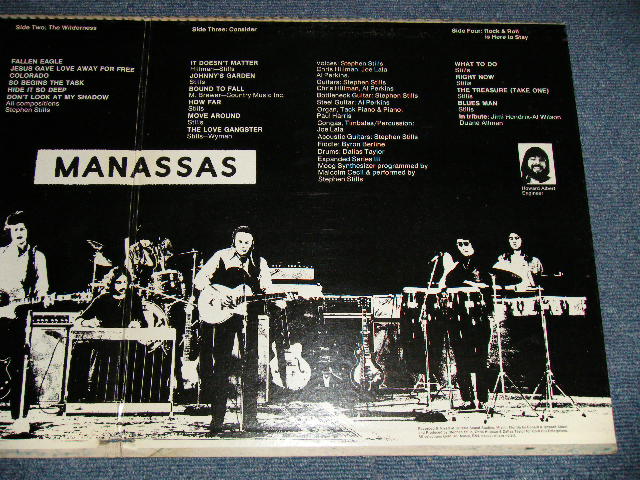 Side Two: The Wilderness
FALLEN EAGLE
JESUS GAVE LOVE AWAY FOR FREE
COLORADO
SO BEGINS THE TASK
HIDE IT SO DEEP
DON'T LOOK AT MY SHADOW
All compositions
Stephen Stills
Side Three: Consider
IT DOESN'T MATTER
Hillman—Stills
JOHNNY'S GARDEN
Stills
BOUND TO FALL
M. Brewer—Country Music Inc.
HOW FAR
Stills
MOVE AROUND
Stills
THE LOVE GANGSTER
Stills—Wyman
Voices: Stephen Stills
Chris Hillman, Joe Lala
Al Perkins
Guitars: Stephen Stills
Chris Hillman, Al Perkins
Bottleneck Guitar: Stephen Stills
Steel Guitar: Al Perkins
Organ, Tack Piano & Piano:
Paul Harris
Congas, Timbales/Percussion:
Joe Lala
Acoustic Guitars: Stephen Stills
Fiddle: Byron Berline
Drums: Dallas Taylor
Expanded Series III
Moog Synthesizer programmed by
Malcolm Cecil & performed by
Stephen Stills
Side Four: Rock & Roll
is Here to Stay
WHAT TO DO
Stills
RIGHT NOW
Stills
THE TREASURE (TAKE ONE)
Stills
BLUES MAN
Stills
In tribute: Jimi Hendrix-Al Wilson
Duane Allman
Howard Albert
Engineer
MANASSAS